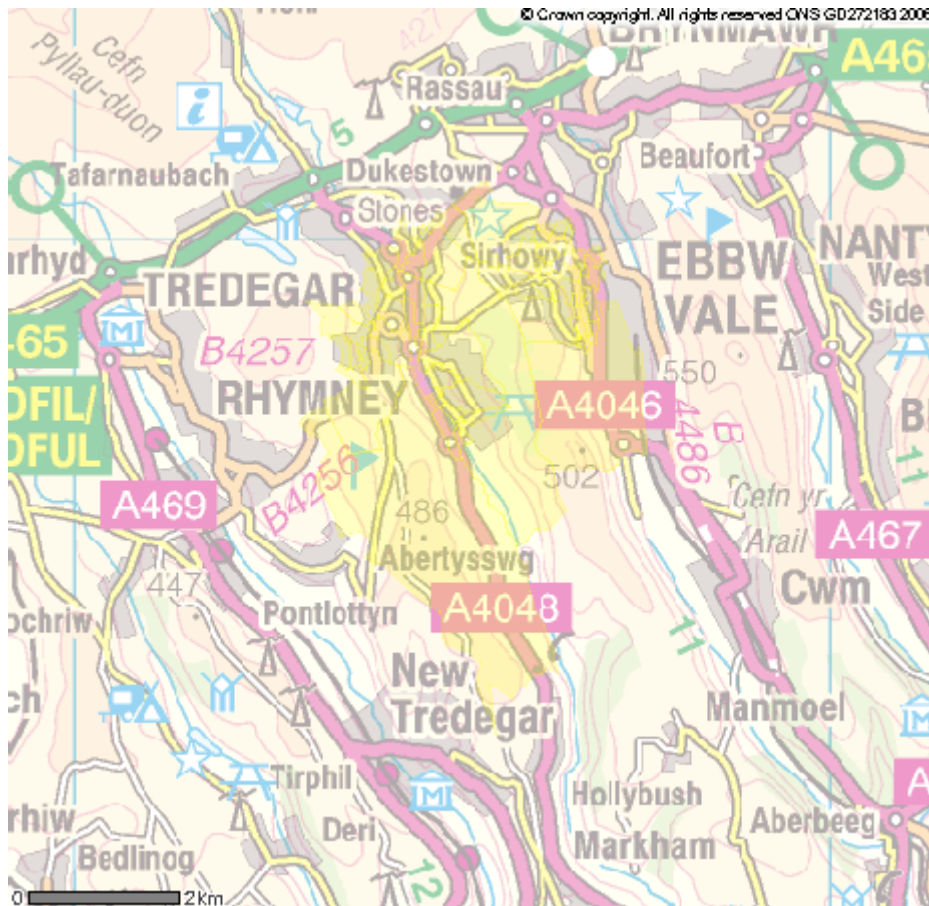 © Crown copyright. All rights reserved ONS GD272183 2006
427
BRYNMAWR
Cefn
Pyllau-duon
A465
Rassau
5
Beaufort
Tafarnaubach
Dukestown
Stones
Sirhowy
EBBW
VALE
West
Side
TREDEGAR
465
B4257
RHYMNEY
550
A4046
4486
B
B4256
502
11
A469
486
Cefn yr
Arail
A467
Abertysswg
447
Cwm
Pontlottyn
A4048
11
New
Tredegar
Manmoel
Tirphil
Hollybush
Deri
Markham
Aberbeeg
Bedlinog
12
0
2km